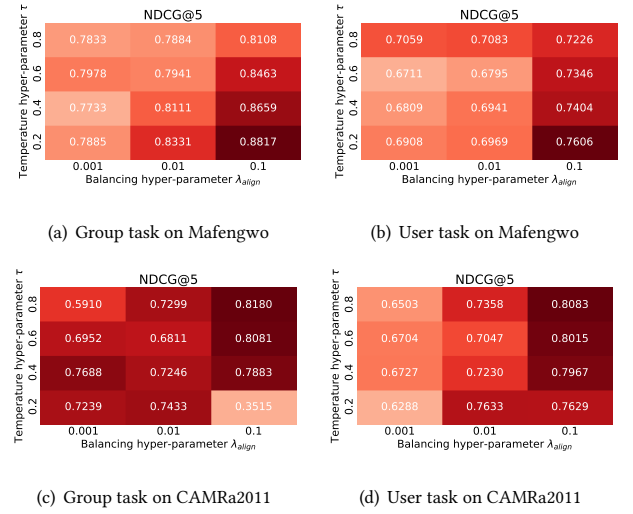 NDCG@5
Temperature hyper-parameter τ
0.8 0.7833 0.7884 0.8108
0.6 0.7978 0.7941 0.8463
0.4 0.7733 0.8111 0.8659
0.2 0.7885 0.8331 0.8817
0.001 0.01 0.1
Balancing hyper-parameter λalign
(a) Group task on Mafengwo
NDCG@5
Temperature hyper-parameter τ
0.8 0.7059 0.7083 0.7226
0.6 0.6711 0.6795 0.7346
0.4 0.6809 0.6941 0.7404
0.2 0.6908 0.6969 0.7606
0.001 0.01 0.1
Balancing hyper-parameter λalign
(b) User task on Mafengwo
NDCG@5
Temperature hyper-parameter τ
0.8 0.5910 0.7299 0.8180
0.6 0.6952 0.6811 0.8081
0.4 0.7688 0.7246 0.7883
0.2 0.7239 0.7433 0.3515
0.001 0.01 0.1
Balancing hyper-parameter λalign
(c) Group task on CAMRa2011
NDCG@5
Temperature hyper-parameter τ
0.8 0.6503 0.7358 0.8083
0.6 0.6704 0.7047 0.8015
0.4 0.6727 0.7230 0.7967
0.2 0.6288 0.7633 0.7629
0.001 0.01 0.1
Balancing hyper-parameter λalign
(d) User task on CAMRa2011